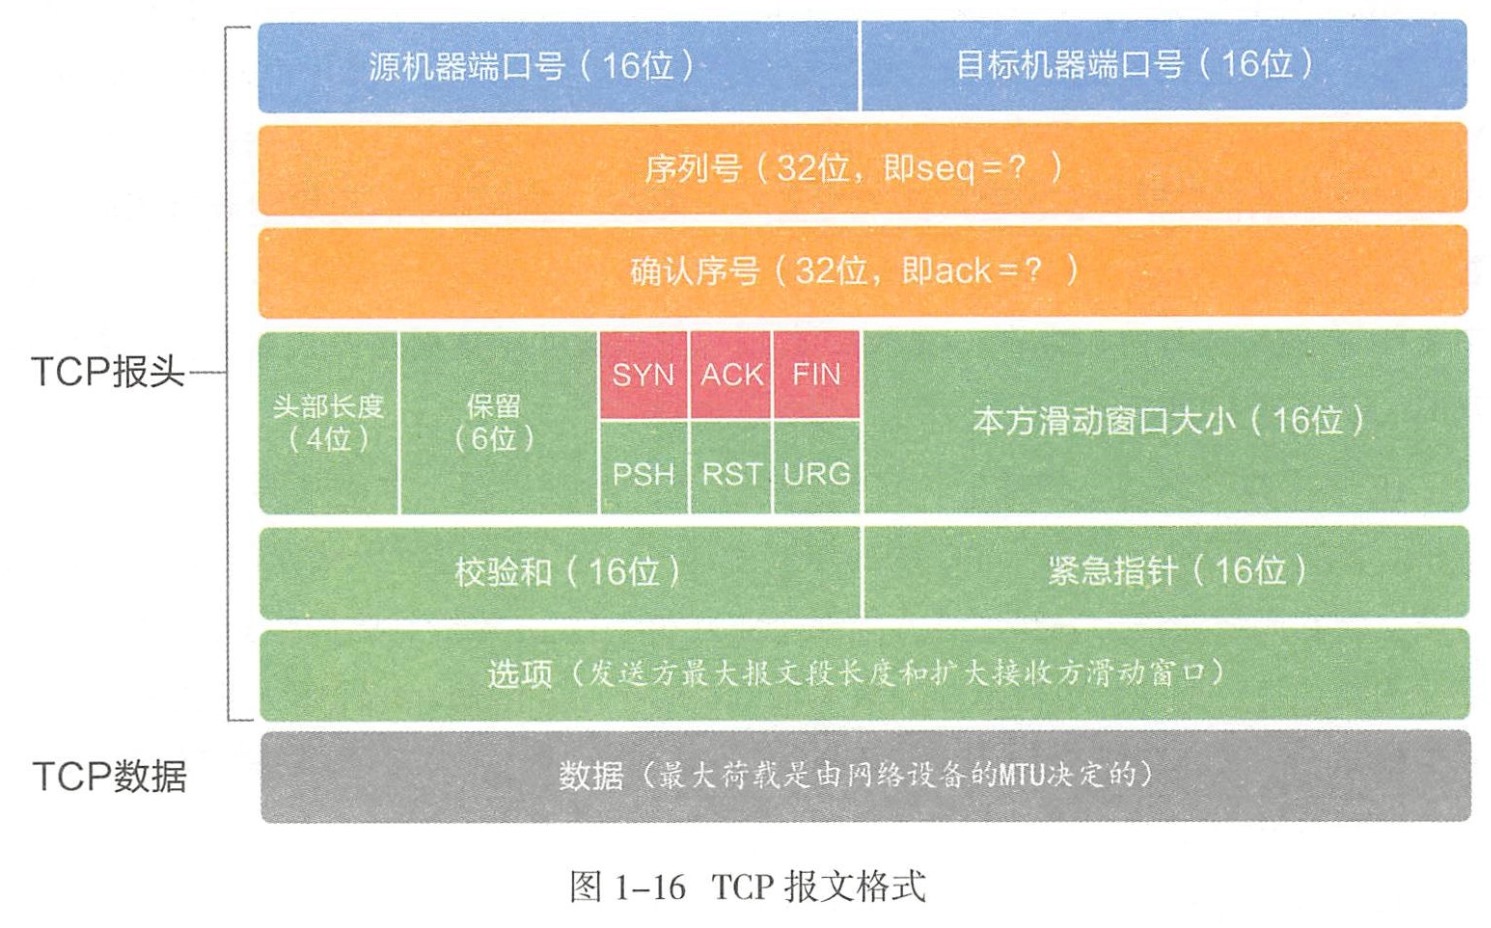 源机器端口号（16位）
目标机器端口号（16位）
序列号（32位，即seq=？）
确认序号（32位，即ack=？）
TCP报头
头部长度
（4位）
保留
（6位）
SYN
ACK
FIN
PSH
RST
URG
本方滑动窗口大小（16位）
校验和（16位）
紧急指针（16位）
选项（发送方最大报文段长度和扩大接收方滑动窗口）
TCP数据
数据（最大荷载是由网络设备的MTU决定的）
图 1-16 TCP 报文格式